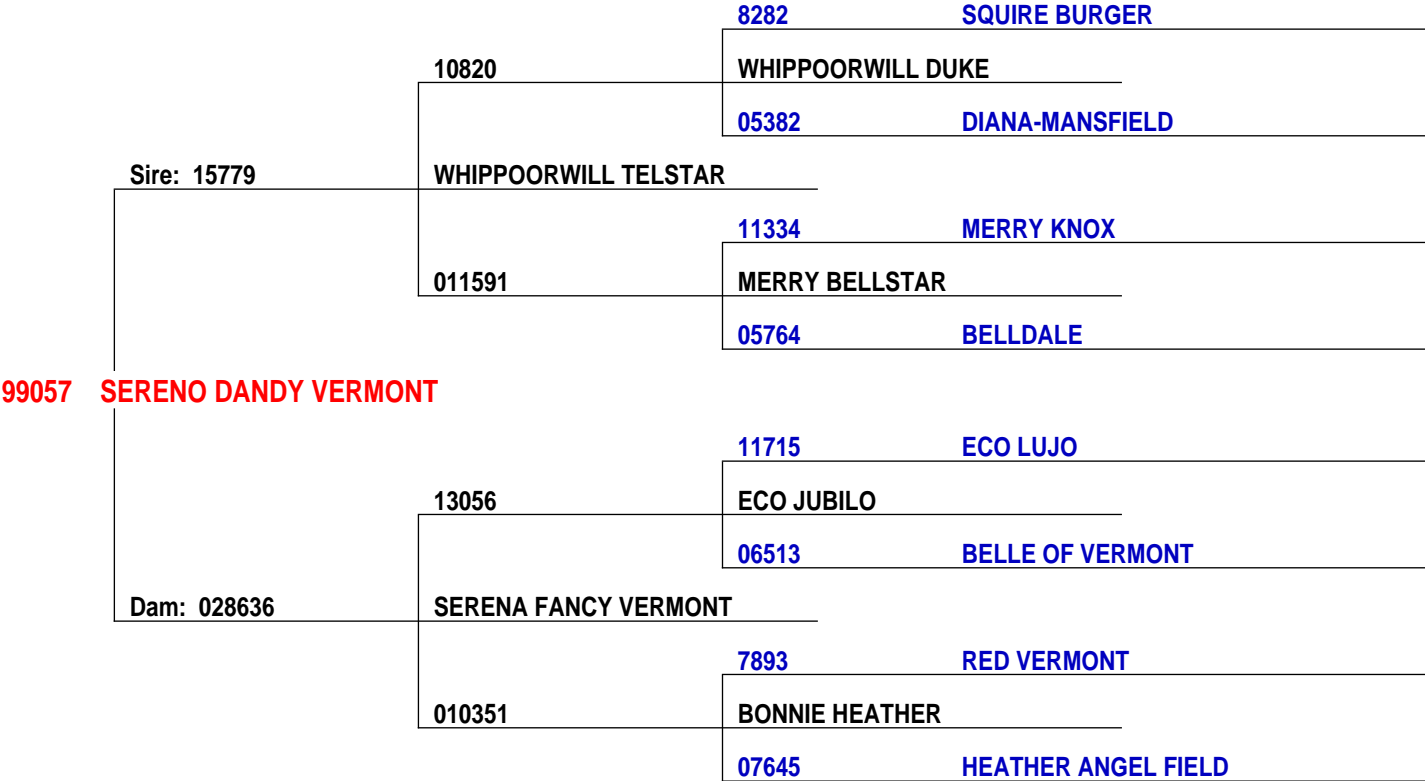 8282 SQUIRE BURGER
10820 WHIPPOORWILL DUKE
05382 DIANA-MANSFIELD
Sire: 15779 WHIPPOORWILL TELSTAR
11334 MERRY KNOX
011591 MERRY BELLSTAR
05764 BELLDALE
99057 SERENO DANDY VERMONT
11715 ECO LUJO
13056 ECO JUBILO
06513 BELLE OF VERMONT
Dam: 028636 SERENA FANCY VERMONT
7893 RED VERMONT
010351 BONNIE HEATHER
07645 HEATHER ANGEL FIELD